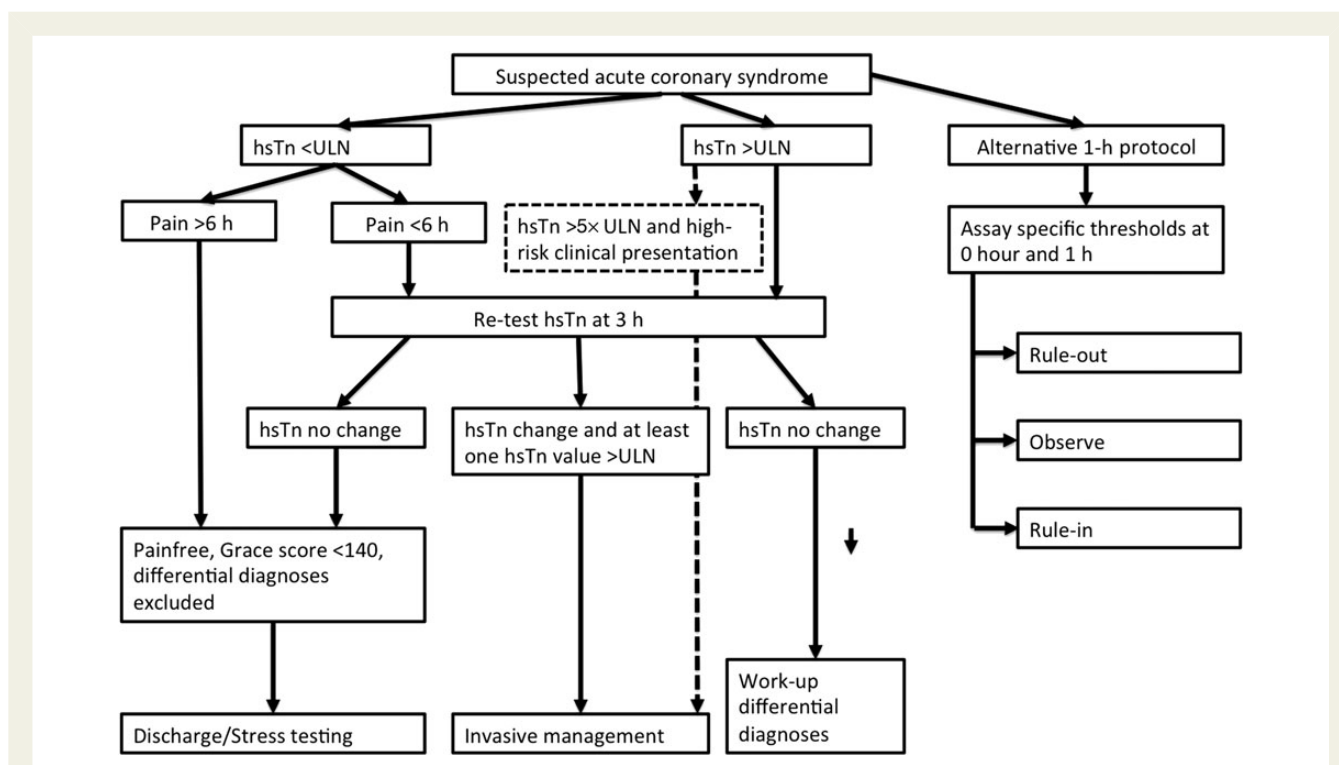 Suspected acute coronary syndrome
hsTn <ULN
hsTn >ULN
Alternative 1-h protocol
Pain >6 h
Pain <6 h
hsTn >5× ULN and high-
risk clinical presentation
Assay specific thresholds at
0 hour and 1 h
Re-test hsTn at 3 h
Rule-out
hsTn no change
hsTn change and at least
one hsTn value >ULN
hsTn no change
Observe
Rule-in
Painfree, Grace score <140,
differential diagnoses
excluded
Work-up
differential
diagnoses
Discharge/Stress testing
Invasive management